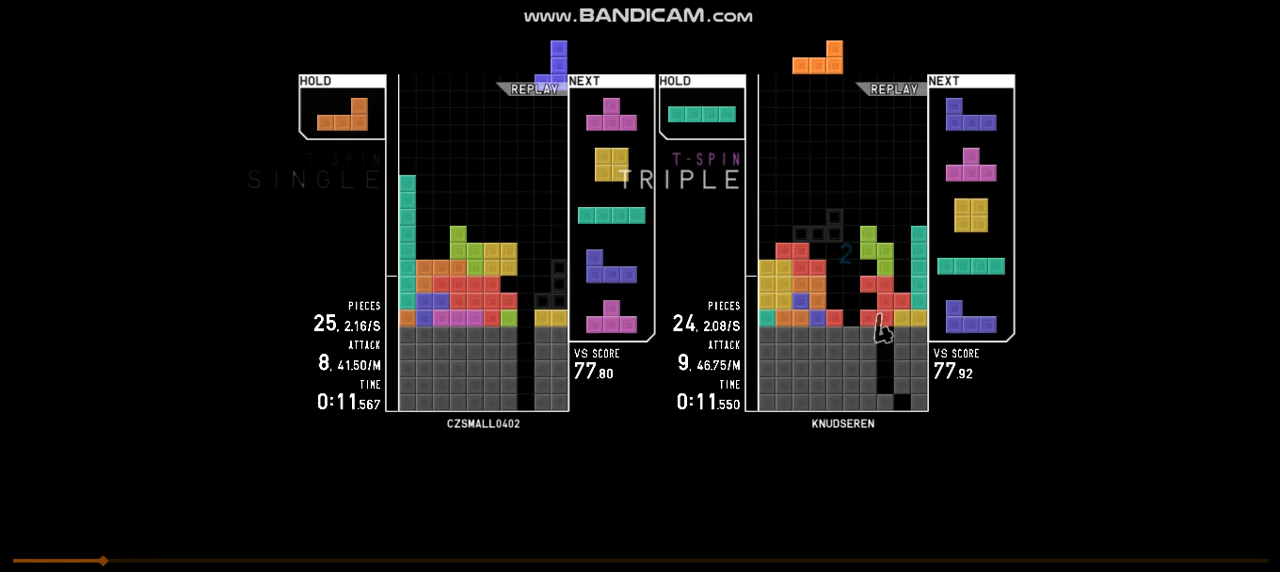 www.BANDICAM.com
HOLD
REPLAY
NEXT
T-SPIN
SINGLE
PIECES
25, 2.16/S
ATTACK
8, 41.50/M
TIME
0:11.567
VS SCORE
77.80
CZSMALL0402
HOLD
REPLAY
NEXT
T-SPIN
TRIPLE
2
4
PIECES
24, 2.08/S
ATTACK
9, 46.75/M
TIME
0:11.550
VS SCORE
77.92
KNUDSEREN